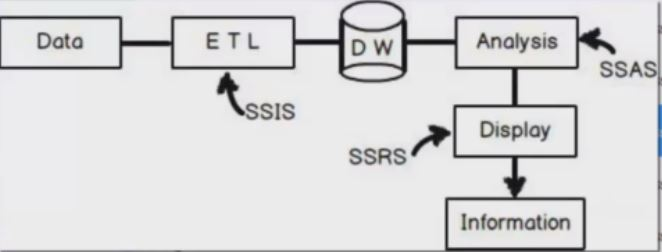 Data
E T L
D W
Analysis
SSAS
SSIS
Display
SSRS
Information